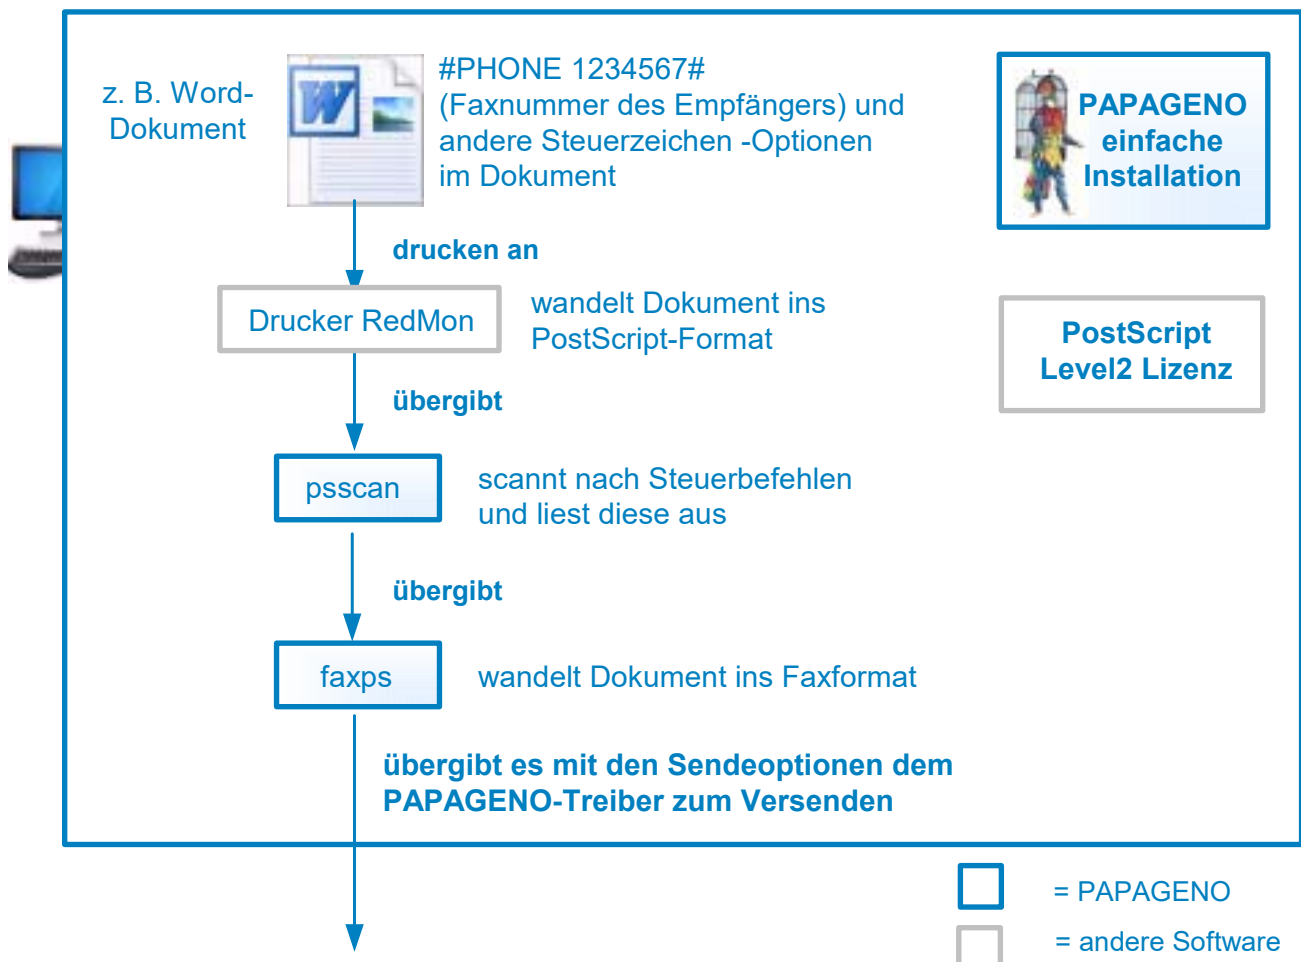 z. B. Word-
Dokument
#PHONE 1234567#
(Faxnummer des Empfängers) und
andere Steuerzeichen -Optionen
im Dokument
PAPAGENO
einfache
Installation
drucken an
Drucker RedMon
wandelt Dokument ins
PostScript-Format
PostScript
Level2 Lizenz
übergibt
psscan
scannt nach Steuerbefehlen
und liest diese aus
übergibt
faxps
wandelt Dokument ins Faxformat
übergibt es mit den Sendeoptionen dem
PAPAGENO-Treiber zum Versenden
= PAPAGENO
= andere Software